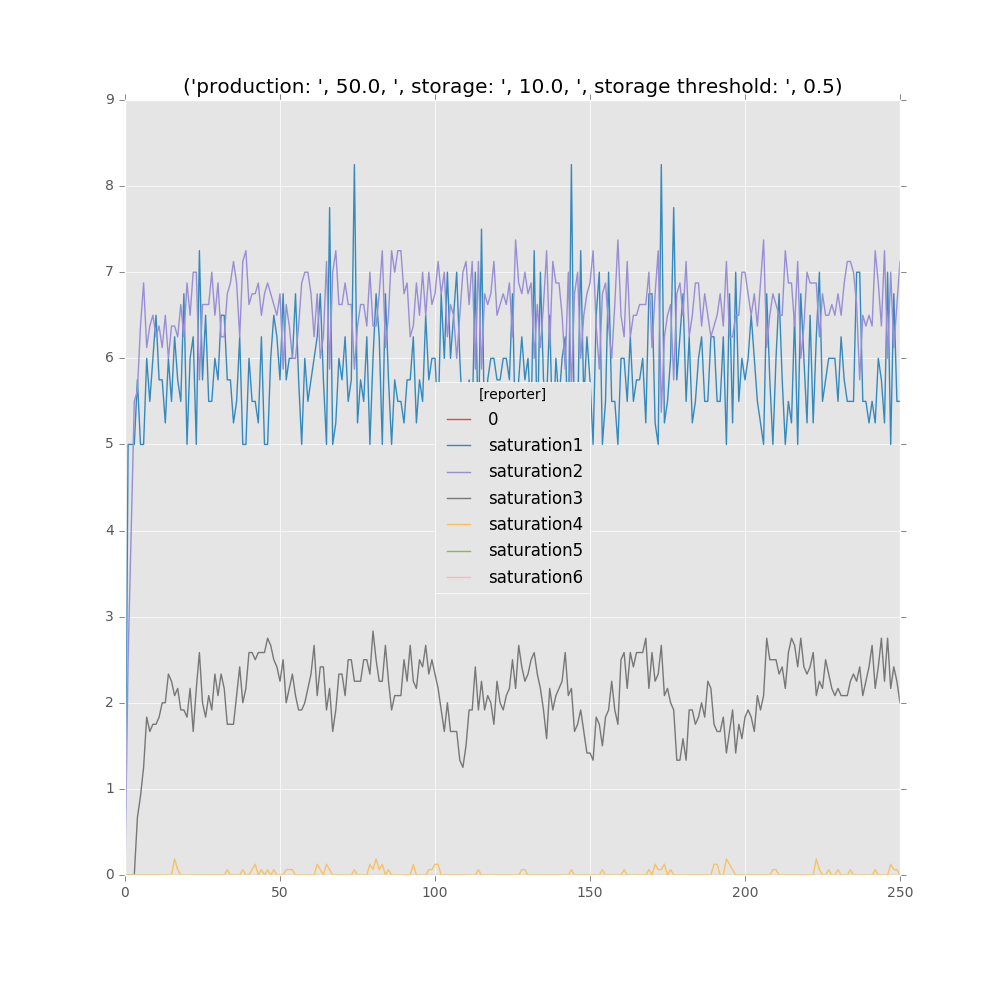 ('production: ', 50.0, ', storage: ', 10.0, ', storage threshold: ', 0.5)
9
8
7
6
5
4
3
2
1
0
[reporter]
0
saturation1
saturation2
saturation3
saturation4
saturation5
saturation6
0 50 100 150 200 250